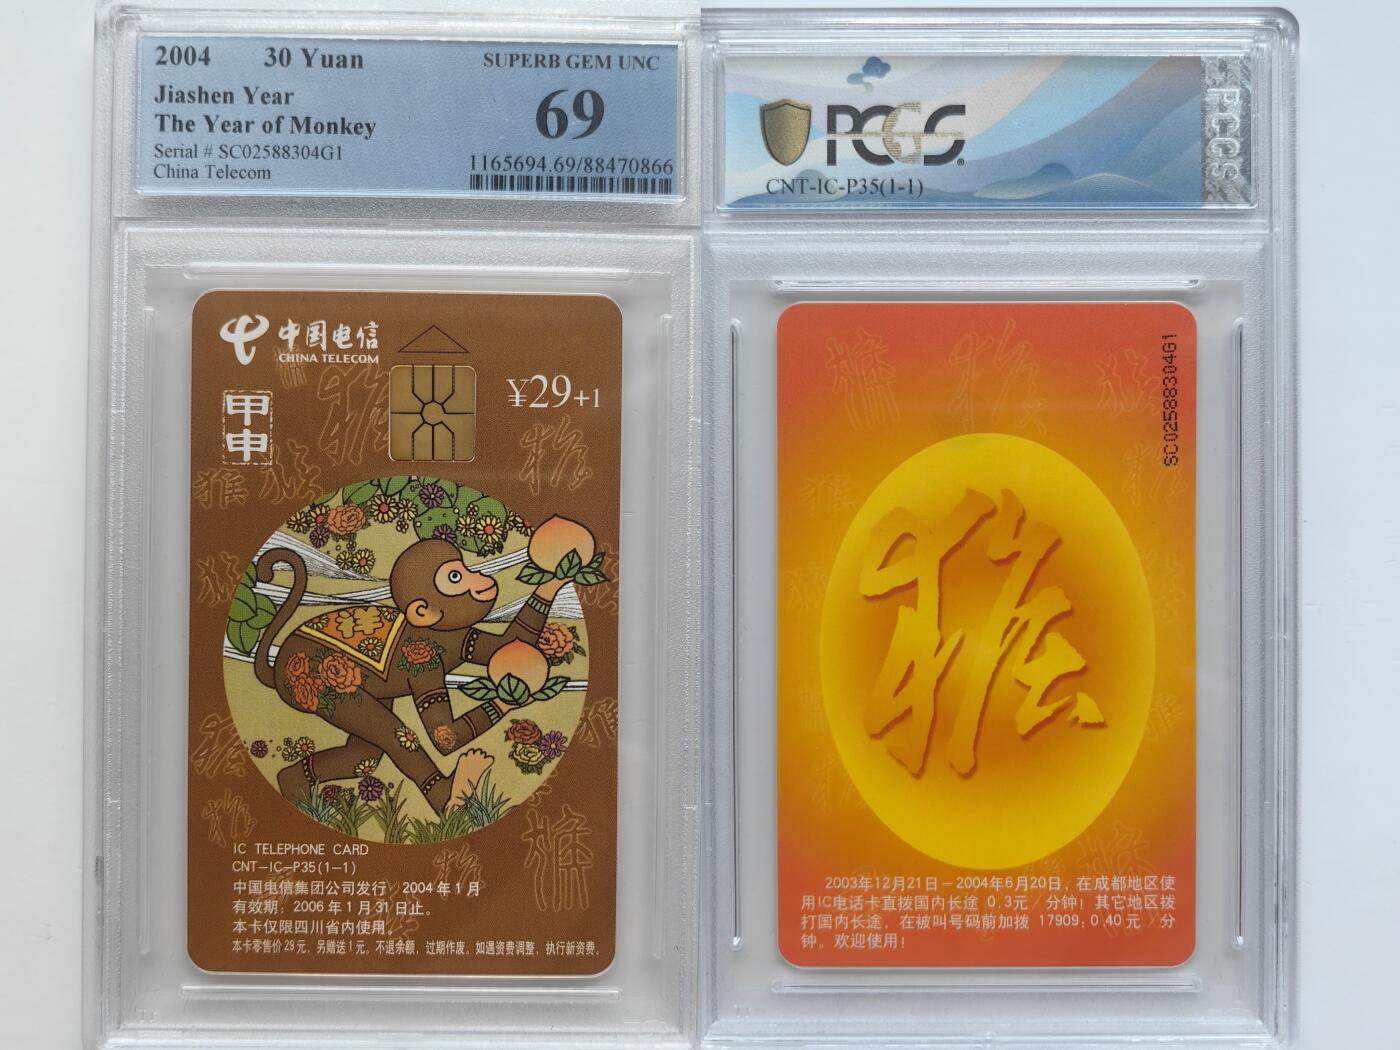 2004 30 Yuan SUPERB GEM UNC
Jiashen Year 69
The Year of Monkey
Serial # SC02588304G1
China Telecom 1165694.69/88470866
PCGS
CNT-IC-P35(1-1)
PCGS
中国电信
CHINA TELECOM
甲申
¥29+1
祥
IC TELEPHONE CARD
CNT-IC-P35(1-1)
中国电信集团公司发行 2004年1月
有效期：2006年1月31日止。
本卡仅限四川省内使用
本卡零售价29元，另赠送1元。不退余额，过期作废。如遇资费调整，执行新资费。
SC02588304G1
猴
2003年12月21日－2004年6月20日，在成都地区使
用IC电话卡直拨国内长途 0.3元／分钟！其它地区拨
打国内长途，在被叫号码前加拨 17909：0.40元／分
钟。欢迎使用！